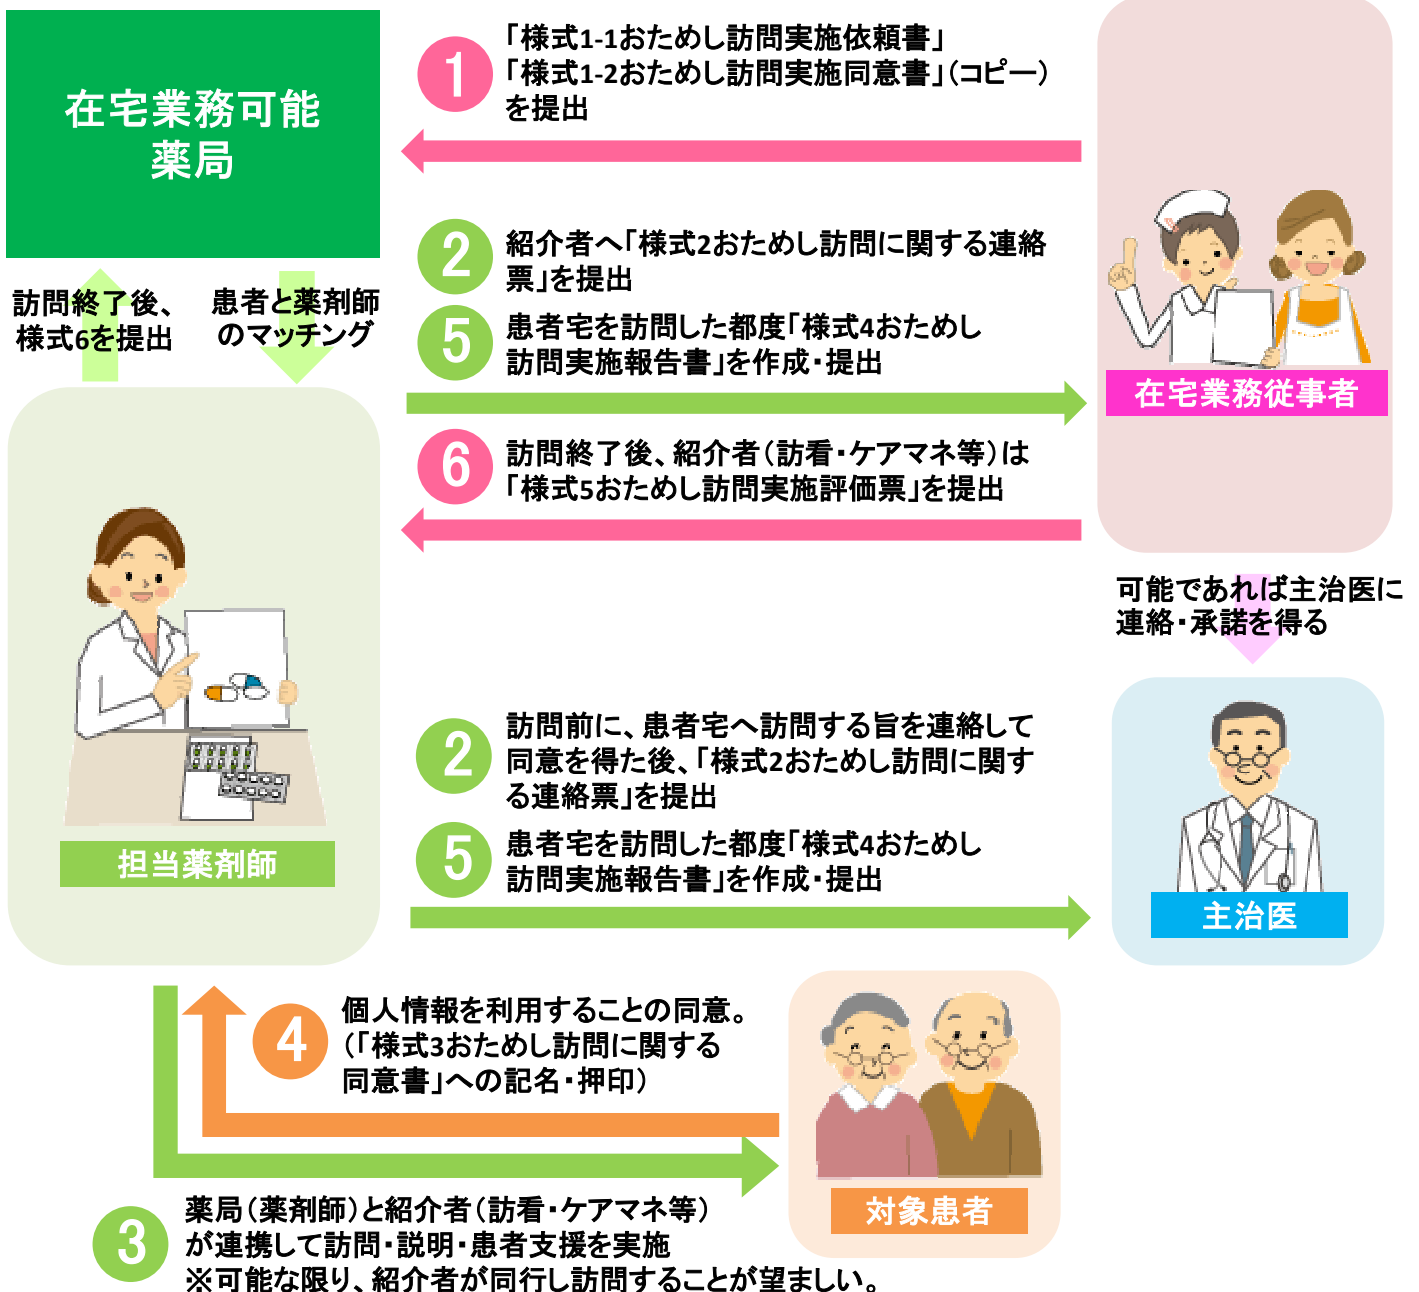 在宅業務可能
薬局
1
「様式1-1おためし訪問実施依頼書」
「様式1-2おためし訪問実施同意書」（コピー）
を提出
2
紹介者へ「様式2おためし訪問に関する連絡
票」を提出
5
患者宅を訪問した都度「様式4おためし
訪問実施報告書」を作成・提出
訪問終了後、
様式6を提出
患者と薬剤師
のマッチング
在宅業務従事者
6
訪問終了後、紹介者（訪看・ケアマネ等）は
「様式5おためし訪問実施評価票」を提出
可能であれば主治医に
連絡・承諾を得る
2
訪問前に、患者宅へ訪問する旨を連絡して
同意を得た後、「様式2おためし訪問に関す
る連絡票」を提出
5
患者宅を訪問した都度「様式4おためし
訪問実施報告書」を作成・提出
担当薬剤師
主治医
4
個人情報を利用することの同意。
（「様式3おためし訪問に関する
同意書」への記名・押印）
対象患者
3
薬局（薬剤師）と紹介者（訪看・ケアマネ等）
が連携して訪問・説明・患者支援を実施
※可能な限り、紹介者が同行し訪問することが望ましい。